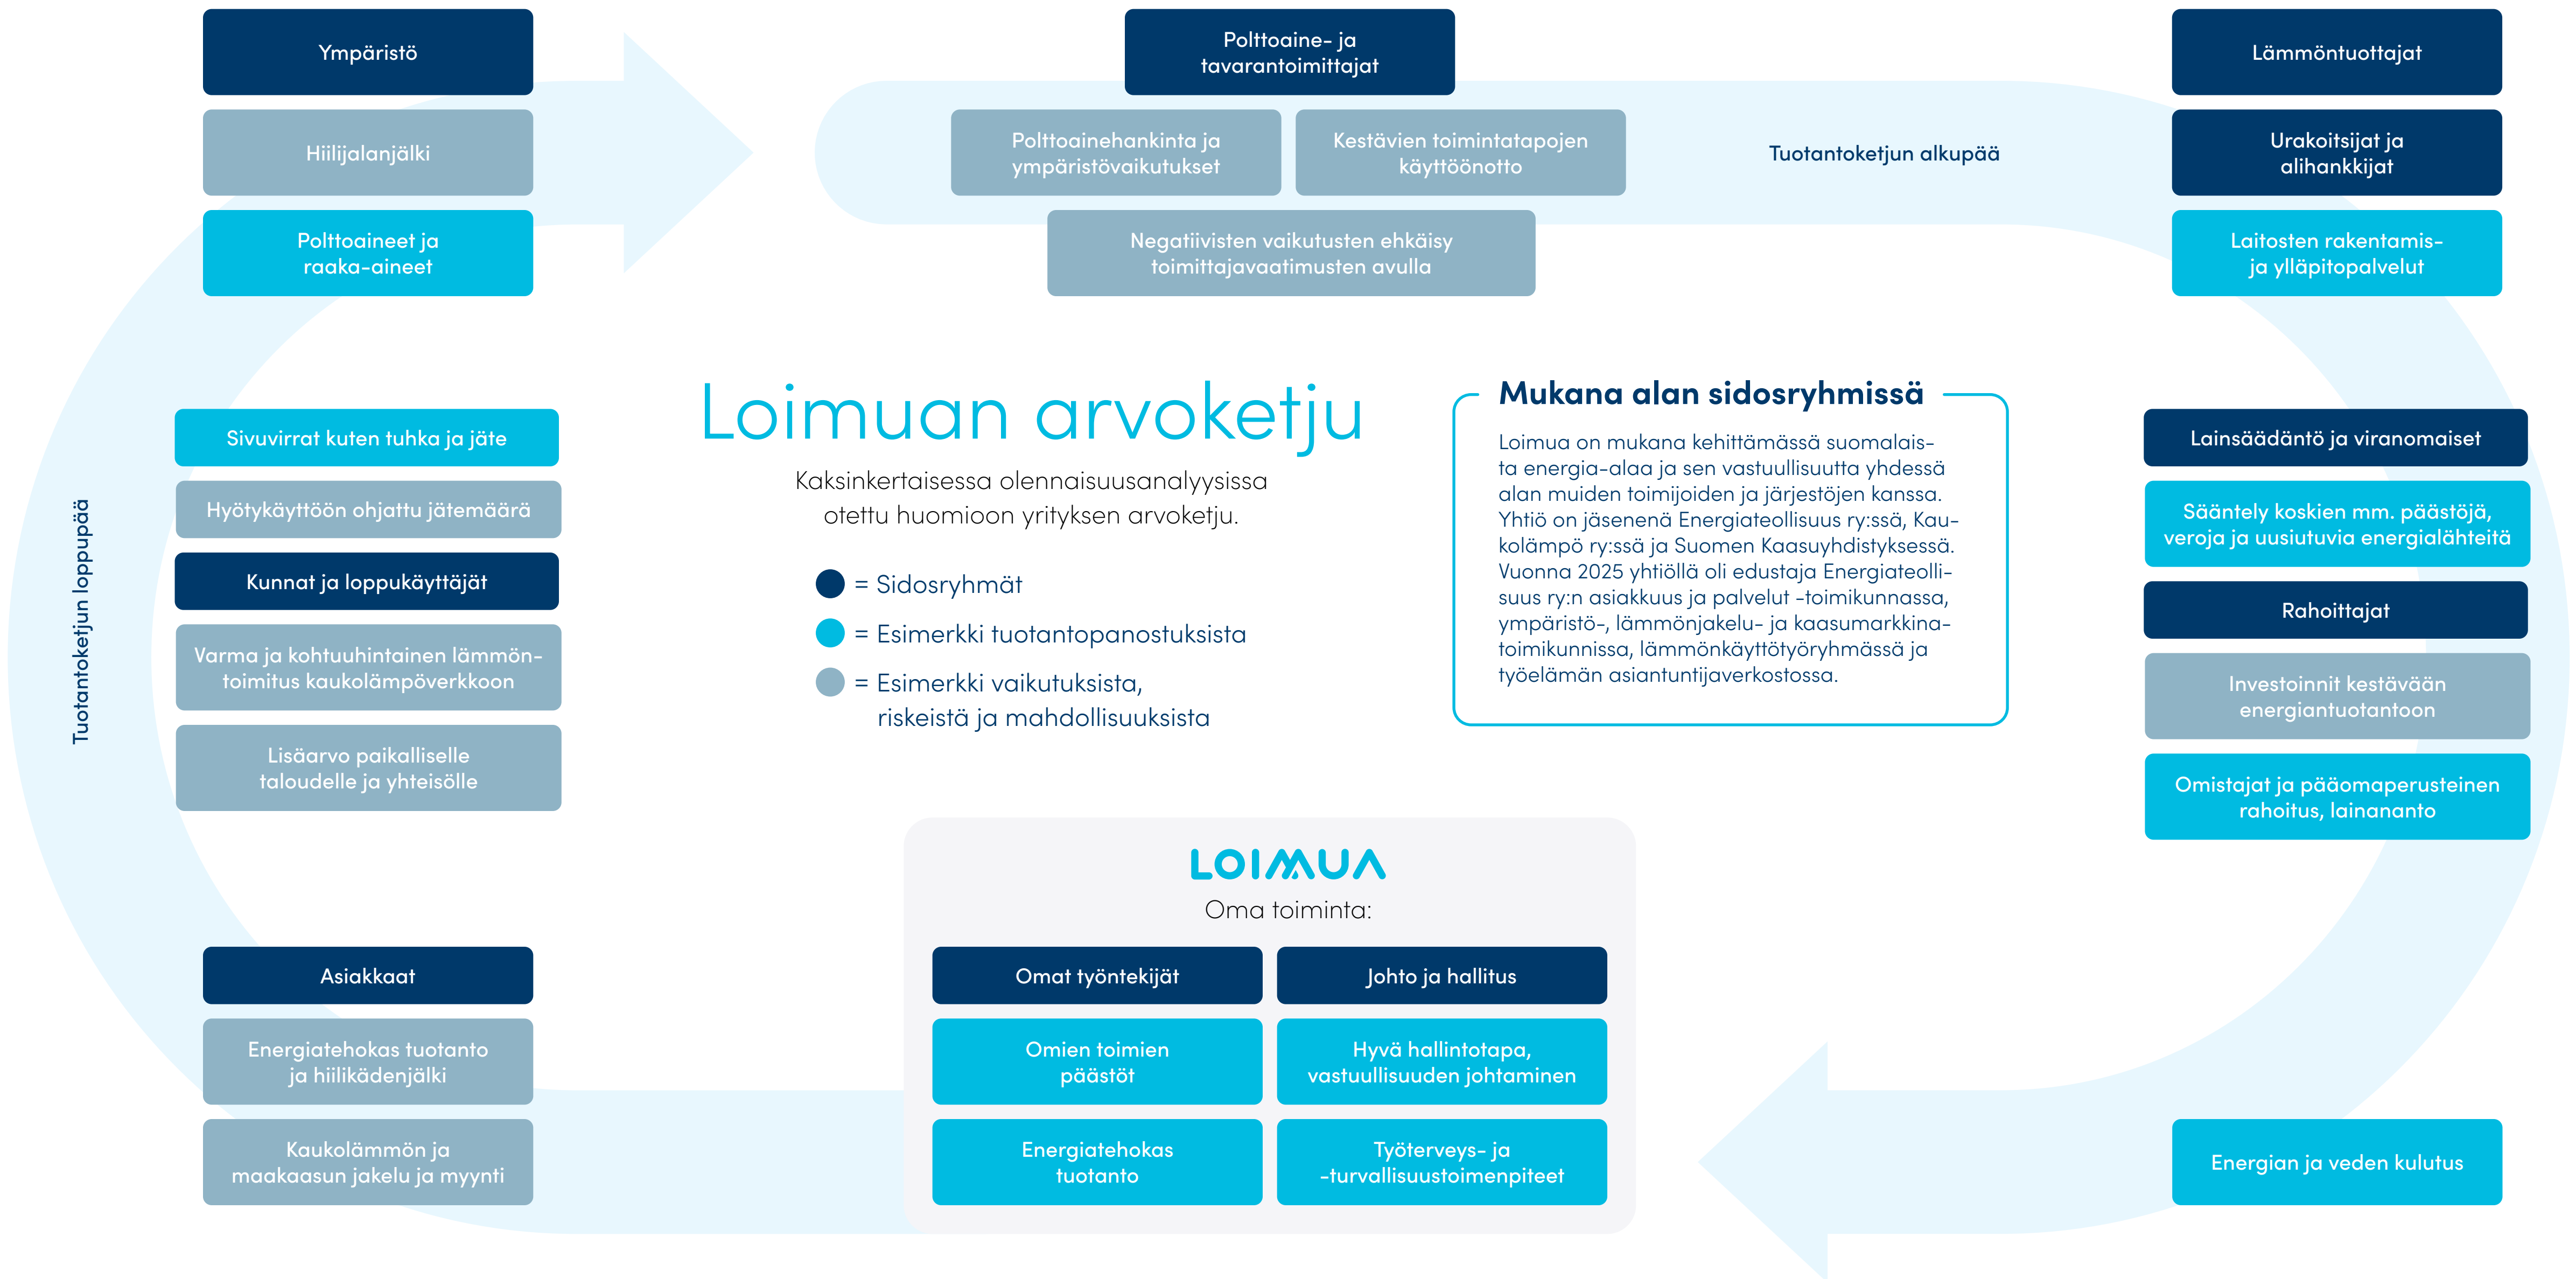 Ympäristö
Hiilijalanjälki
Polttoaineet ja
raaka-aineet
Polttoaine- ja
tavarantoimittajat
Polttoainehankinta ja
ympäristövaikutukset
Kestävien toimintatapojen
käyttöönotto
Negatiivisten vaikutusten ehkäisy
toimittajavaatimusten avulla
Tuotantoketjun alkupää
Lämmöntuottajat
Urakoitsijat ja
alihankkijat
Laitosten rakentamis-
ja ylläpitopalvelut
Tuotantoketjun loppupää
Sivuvirrat kuten tuhka ja jäte
Hyötykäyttöön ohjattu jätemäärä
Kunnat ja loppukäyttäjät
Varma ja kohtuuhintainen lämmön-
toimitus kaukolämpöverkkoon
Lisäarvo paikalliselle
taloudelle ja yhteisölle
Loimuan arvoketju
Kaksinkertaisessa olennaisuusanalyysissa
otettu huomioon yrityksen arvoketju.
= Sidosryhmät
= Esimerkki tuotantopanostuksista
= Esimerkki vaikutuksista,
riskeistä ja mahdollisuuksista
Mukana alan sidosryhmissä
Loimua on mukana kehittämässä suomalais-
ta energia-alaa ja sen vastuullisuutta yhdessä
alan muiden toimijoiden ja järjestöjen kanssa.
Yhtiö on jäsenenä Energiateollisuus ry:ssä, Kau-
kolämpö ry:ssä ja Suomen Kaasuyhdistyksessä.
Vuonna 2025 yhtiöllä oli edustaja Energiateolli-
suus ry:n asiakkuus ja palvelut -toimikunnassa,
ympäristö-, lämmönjakelu- ja kaasumarkkina-
toimikunnissa, lämmönkäyttötyöryhmässä ja
työelämän asiantuntijaverkostossa.
Lainsäädäntö ja viranomaiset
Sääntely koskien mm. päästöjä,
veroja ja uusiutuvia energialähteitä
Rahoittajat
Investoinnit kestävään
energiantuotantoon
Omistajat ja pääomaperusteinen
rahoitus, lainananto
Asiakkaat
Energiatehokas tuotanto
ja hiilikädenjälki
Kaukolämmön ja
maakaasun jakelu ja myynti
LOIMUA
Oma toiminta:
Omat työntekijät
Omien toimien
päästöt
Energiatehokas
tuotanto
Johto ja hallitus
Hyvä hallintotapa,
vastuullisuuden johtaminen
Työterveys- ja
-turvallisuustoimenpiteet
Energian ja veden kulutus